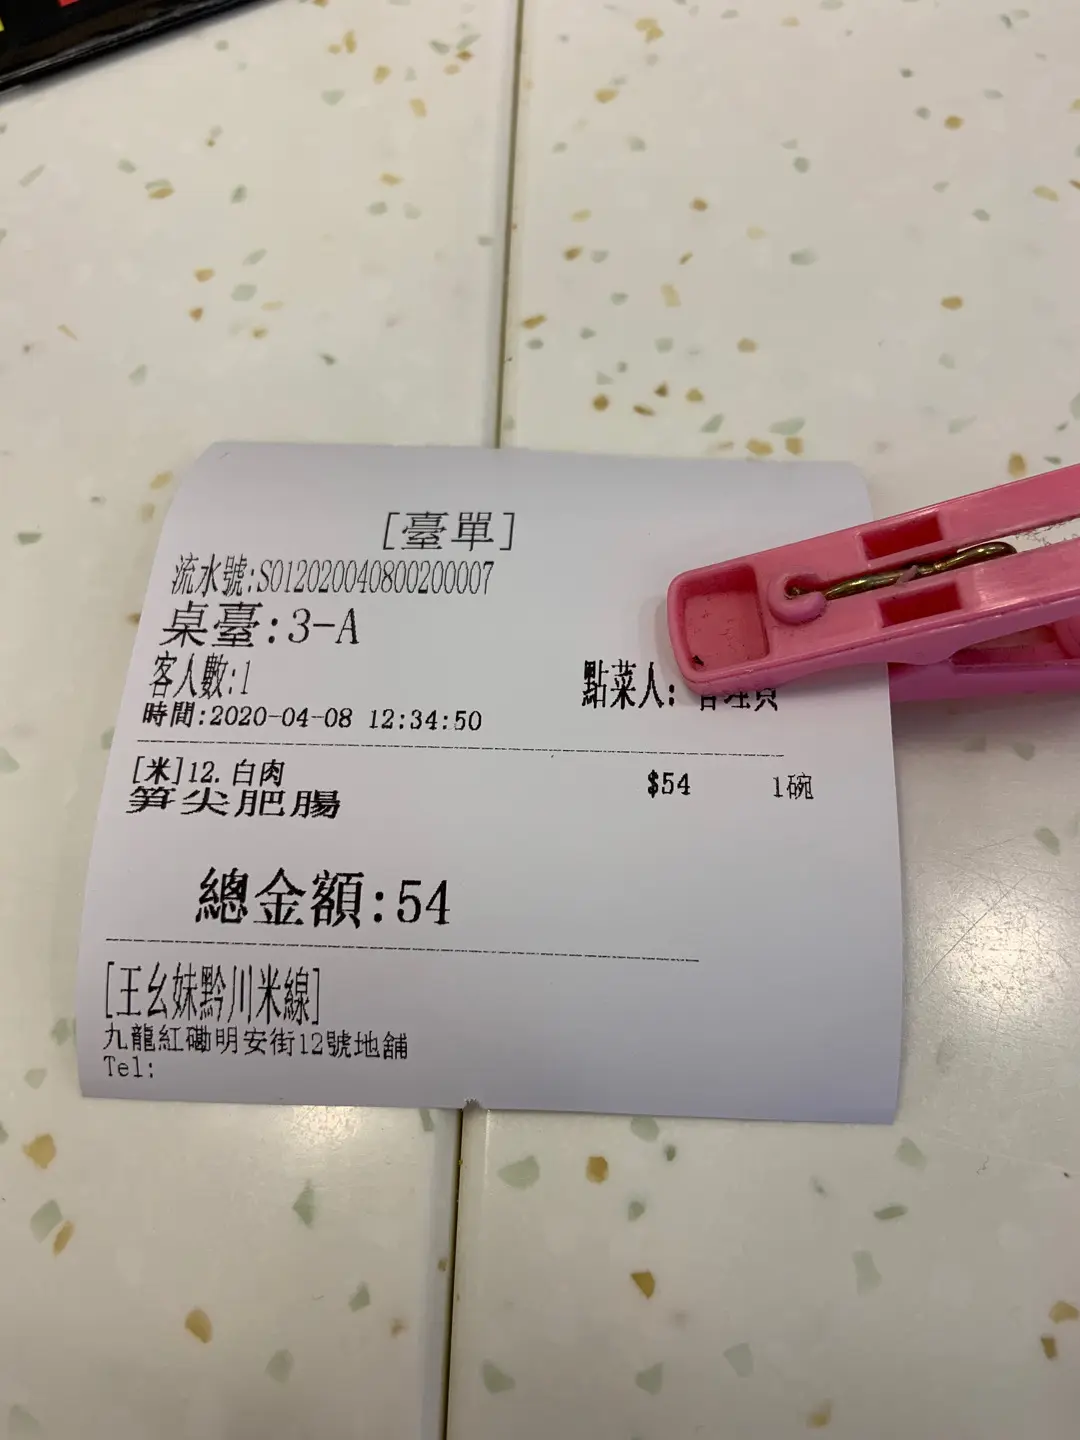 [臺單]
流水號:S012020040800200007
桌臺:3-A
客人數:1 點菜人: 管理員
時間:2020-04-08 12:34:50
[米]12.白肉 $54 1碗
筍尖肥腸
總金額:54
[王幺妹黔川米線]
九龍紅磡明安街12號地舖
Tel: